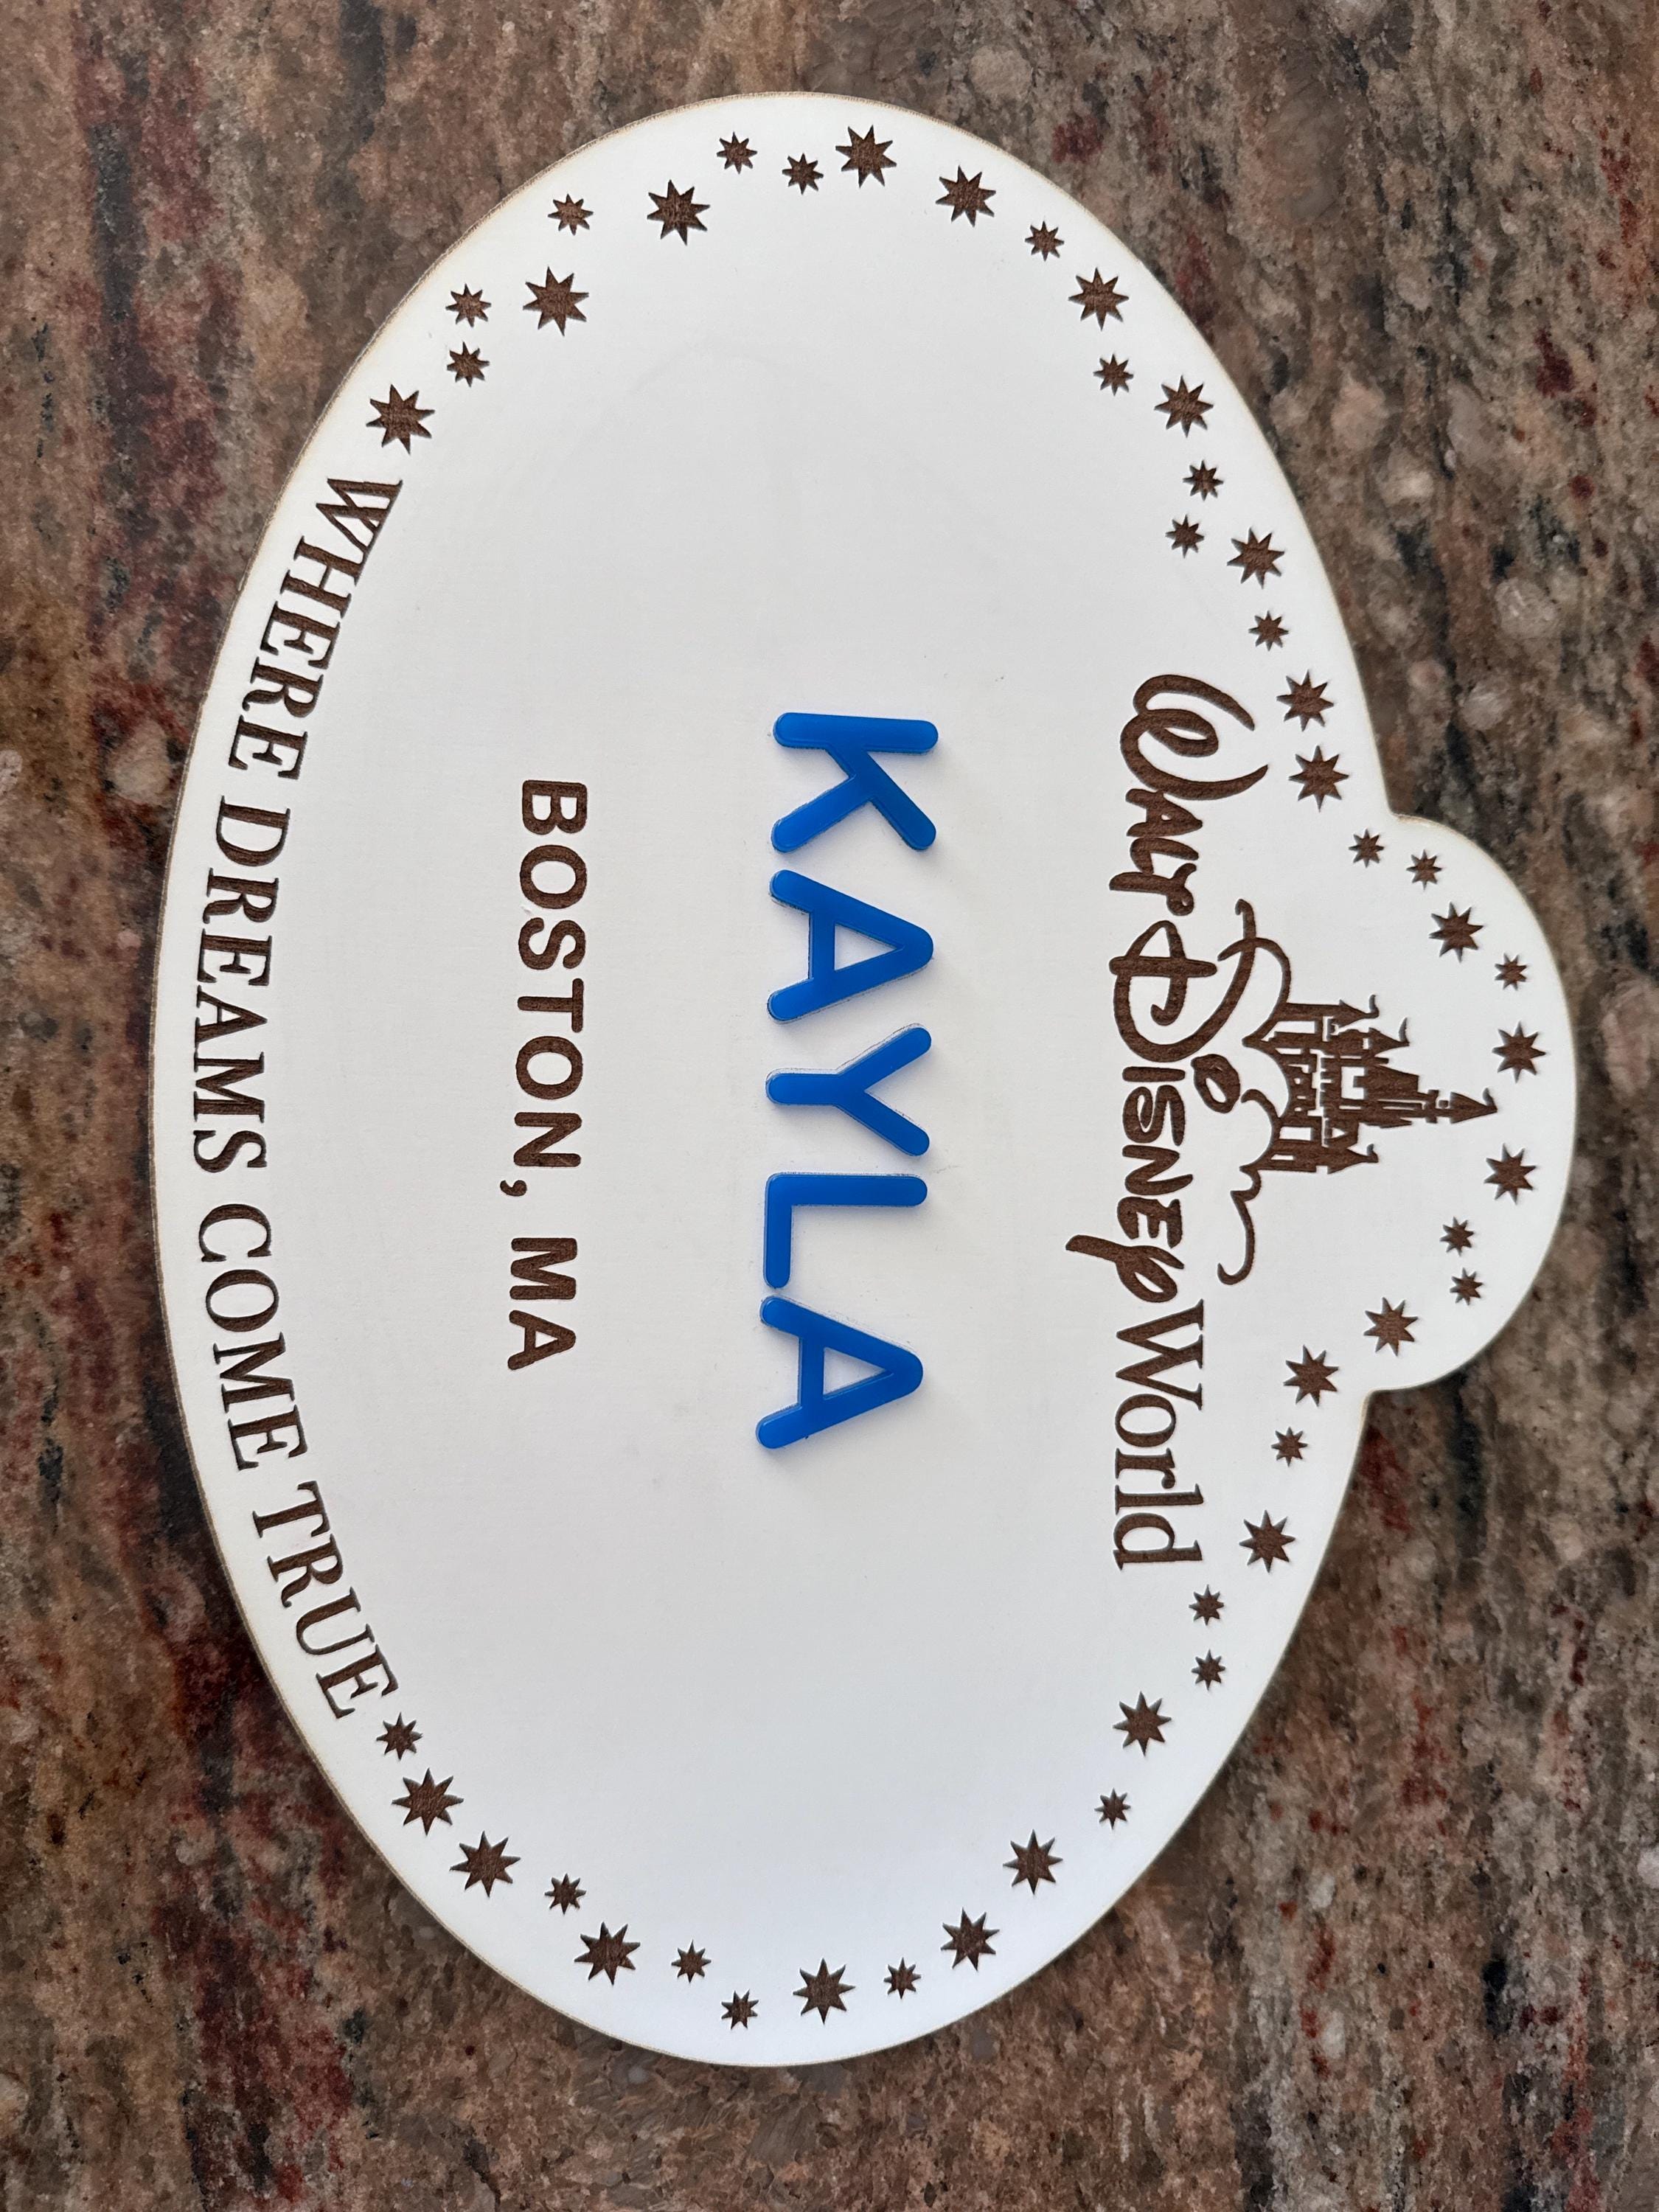 Walt Disney World
KAYLA
BOSTON, MA
WHERE DREAMS COME TRUE